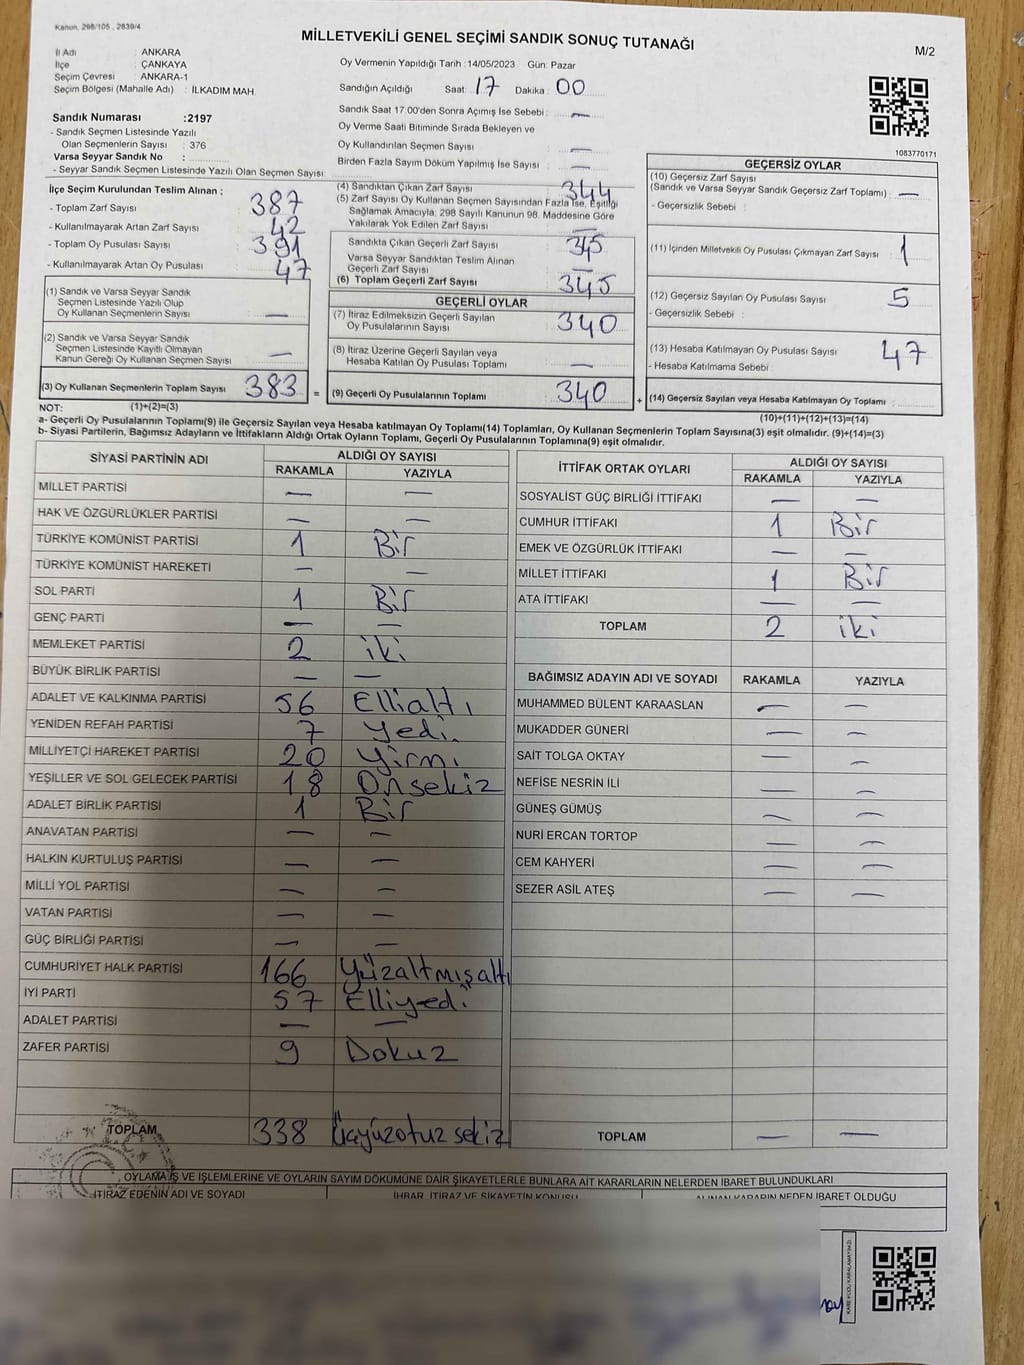 Kanun, 298/105 , 2839/4
MİLLETVEKİLİ GENEL SEÇİMİ SANDIK SONUÇ TUTANAĞI
M/2
İl Adı : ANKARA
İlçe : ÇANKAYA
Seçim Çevresi : ANKARA-1
Seçim Bölgesi (Mahalle Adı) : İLKADIM MAH.
Oy Vermenin Yapıldığı Tarih :14/05/2023 Gün: Pazar
Sandığın Açıldığı Saat: 17 Dakika : 00
Sandık Saat 17:00'den Sonra Açımış İse Sebebi : —
Oy Verme Saati Bitiminde Sırada Bekleyen ve
Oy Kullandırılan Seçmen Sayısı : —
Birden Fazla Sayım Döküm Yapılmış İse Sayısı : —
Sandık Numarası :2197
- Sandık Seçmen Listesinde Yazılı
Olan Seçmenlerin Sayısı : 376
Varsa Seyyar Sandık No :
- Seyyar Sandık Seçmen Listesinde Yazılı Olan Seçmen Sayısı:
1083770171
İlçe Seçim Kurulundan Teslim Alınan ;
- Toplam Zarf Sayısı : 387
- Kullanılmayarak Artan Zarf Sayısı : 42
- Toplam Oy Pusulası Sayısı : 391
- Kullanılmayarak Artan Oy Pusulası : 47
(1) Sandık ve Varsa Seyyar Sandık
Seçmen Listesinde Yazılı Olup
Oy Kullanan Seçmenlerin Sayısı : —
(2) Sandık ve Varsa Seyyar Sandık
Seçmen Listesinde Kayıtlı Olmayan
Kanun Gereği Oy Kullanan Seçmen Sayısı : —
(3) Oy Kullanan Seçmenlerin Toplam Sayısı 383 =
(4) Sandıktan Çıkan Zarf Sayısı : 344
(5) Zarf Sayısı Oy Kullanan Seçmen Sayısından Fazla İse, Eşitliği
Sağlamak Amacıyla; 298 Sayılı Kanunun 98. Maddesine Göre
Yakılarak Yok Edilen Zarf Sayısı : —
Sandıkta Çıkan Geçerli Zarf Sayısı : 345
Varsa Seyyar Sandıktan Teslim Alınan
Geçerli Zarf Sayısı : —
(6) Toplam Geçerli Zarf Sayısı : 345
GEÇERLİ OYLAR
(7) İtiraz Edilmeksizin Geçerli Sayılan
Oy Pusulalarının Sayısı : 340
(8) İtiraz Üzerine Geçerli Sayılan veya
Hesaba Katılan Oy Pusulası Toplamı : —
(9) Geçerli Oy Pusulalarının Toplamı : 340 +
GEÇERSİZ OYLAR
(10) Geçersiz Zarf Sayısı
(Sandık ve Varsa Seyyar Sandık Geçersiz Zarf Toplamı) : —
- Geçersizlik Sebebi :
(11) İçinden Milletvekili Oy Pusulası Çıkmayan Zarf Sayısı : 1
(12) Geçersiz Sayılan Oy Pusulası Sayısı : 5
- Geçersizlik Sebebi :
(13) Hesaba Katılmayan Oy Pusulası Sayısı : 47
- Hesaba Katılmama Sebebi :
(14) Geçersiz Sayılan veya Hesaba Katılmayan Oy Toplamı :
NOT: (1)+(2)=(3)
(10)+(11)+(12)+(13)=(14)
a- Geçerli Oy Pusulalarının Toplamı(9) ile Geçersiz Sayılan veya Hesaba katılmayan Oy Toplamı(14) Toplamları, Oy Kullanan Seçmenlerin Toplam Sayısına(3) eşit olmalıdır. (9)+(14)=(3)
b- Siyasi Partilerin, Bağımsız Adayların ve İttifakların Aldığı Ortak Oyların Toplamı, Geçerli Oy Pusulalarının Toplamına(9) eşit olmalıdır.
SİYASİ PARTİNİN ADI ALDIĞI OY SAYISI
RAKAMLA YAZIYLA
MİLLET PARTİSİ — —
HAK VE ÖZGÜRLÜKLER PARTİSİ — —
TÜRKİYE KOMÜNİST PARTİSİ 1 Bir
TÜRKİYE KOMÜNİST HAREKETİ — —
SOL PARTİ 1 Bir
GENÇ PARTİ — —
MEMLEKET PARTİSİ 2 iki
BÜYÜK BİRLİK PARTİSİ — —
ADALET VE KALKINMA PARTİSİ 56 Ellialtı
YENİDEN REFAH PARTİSİ 7 Yedi
MİLLİYETÇİ HAREKET PARTİSİ 20 Yirmi
YEŞİLLER VE SOL GELECEK PARTİSİ 18 Onsekiz
ADALET BİRLİK PARTİSİ 1 Bir
ANAVATAN PARTİSİ — —
HALKIN KURTULUŞ PARTİSİ — —
MİLLİ YOL PARTİSİ — —
VATAN PARTİSİ — —
GÜÇ BİRLİĞİ PARTİSİ — —
CUMHURİYET HALK PARTİSİ 166 Yüzaltmışaltı
İYİ PARTİ 57 Elliyedi
ADALET PARTİSİ — —
ZAFER PARTİSİ 9 Dokuz
TOPLAM 338 Üçyüzotuz sekiz
İTTİFAK ORTAK OYLARI ALDIĞI OY SAYISI
RAKAMLA YAZIYLA
SOSYALİST GÜÇ BİRLİĞİ İTTİFAKI — —
CUMHUR İTTİFAKI 1 Bir
EMEK VE ÖZGÜRLÜK İTTİFAKI — —
MİLLET İTTİFAKI 1 Bir
ATA İTTİFAKI — —
TOPLAM 2 iki
BAĞIMSIZ ADAYIN ADI VE SOYADI RAKAMLA YAZIYLA
MUHAMMED BÜLENT KARAASLAN — —
MUKADDER GÜNERİ — —
SAİT TOLGA OKTAY — —
NEFİSE NESRİN İLİ — —
GÜNEŞ GÜMÜŞ — —
NURİ ERCAN TORTOP — —
CEM KAHYERİ — —
SEZER ASİL ATEŞ — —
TOPLAM — —
OYLAMA İŞ VE İŞLEMLERİNE VE OYLARIN SAYIM DÖKÜMÜNE DAİR ŞİKAYETLERLE BUNLARA AİT KARARLARIN NELERDEN İBARET BULUNDUKLARI
İTİRAZ EDENİN ADI VE SOYADI İHBAR, İTİRAZ VE ŞİKAYETİN KONUSU ALINAN KARARIN NEDEN İBARET OLDUĞU
KARE KODU KARALAMAYINIZ!